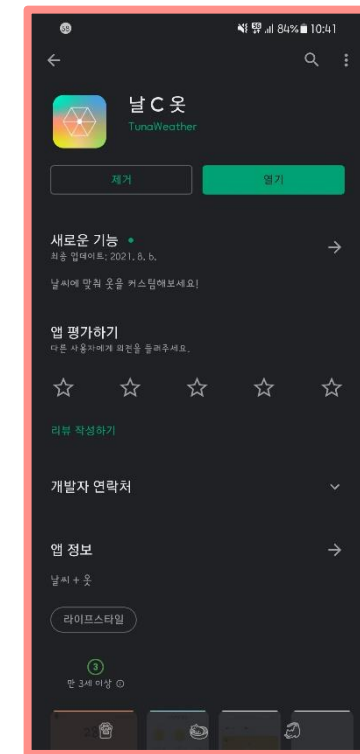 84% 10:41
날 C 옷
TunaWeather
제거
열기
새로운 기능
최종 업데이트: 2021. 8. 6.
날씨에 맞춰 옷을 커스텀해보세요!
앱 평가하기
다른 사용자에게 의견을 들려주세요.
리뷰 작성하기
개발자 연락처
앱 정보
날씨 + 옷
라이프스타일
3
만 3세 이상